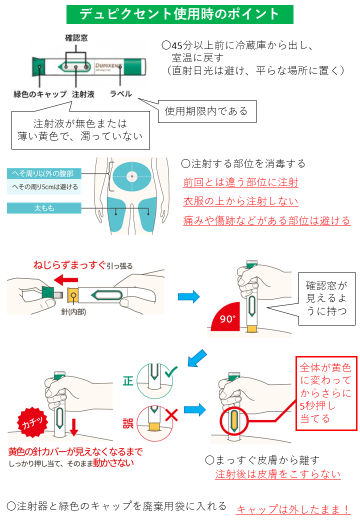 デュピクセント使用時のポイント
確認窓
〇45分以上前に冷蔵庫から出し、
室温に戻す
（直射日光は避け、平らな場所に置く）
DUPIXENT
緑色のキャップ
注射液
ラベル
使用期限内である
注射液が無色または
薄い黄色で、濁っていない
〇注射する部位を消毒する
へそ周り以外の腹部
へその周り5cmは避ける
太もも
前回とは違う部位に注射
衣服の上から注射しない
痛みや傷跡などがある部位は避ける
ねじらずまっすぐ引っ張る
針(内部)
90°
確認窓が
見えるよ
うに持つ
正
誤
カチッ
黄色の針カバーが見えなくなるまで
しっかり押し当て、そのまま動かさない
全体が黄色
に変わって
からさらに
5秒押し
当てる
〇まっすぐ皮膚から離す
注射後は皮膚をこすらない
〇注射器と緑色のキャップを廃棄用袋に入れる
キャップは外したまま！